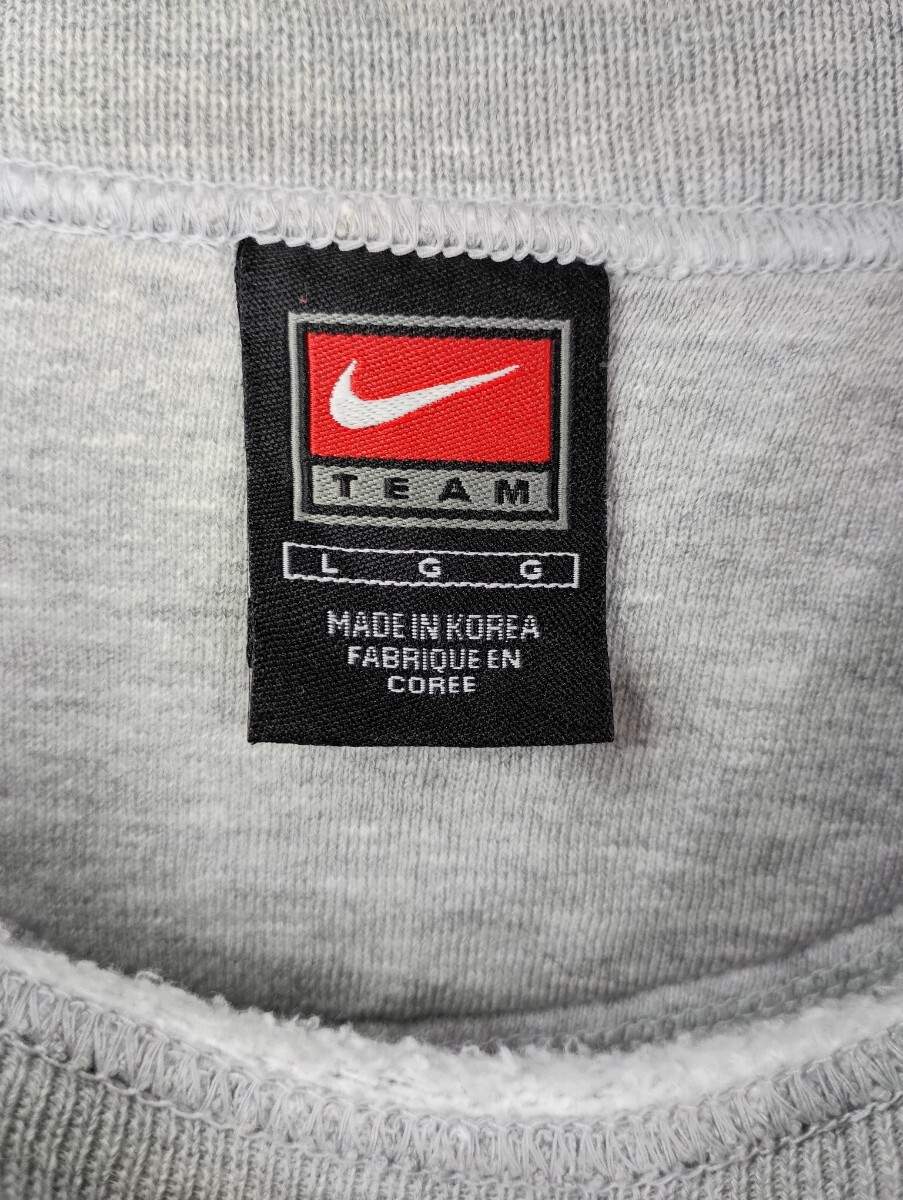 TEAM
L G G
MADE IN KOREA
FABRIQUE EN
COREE